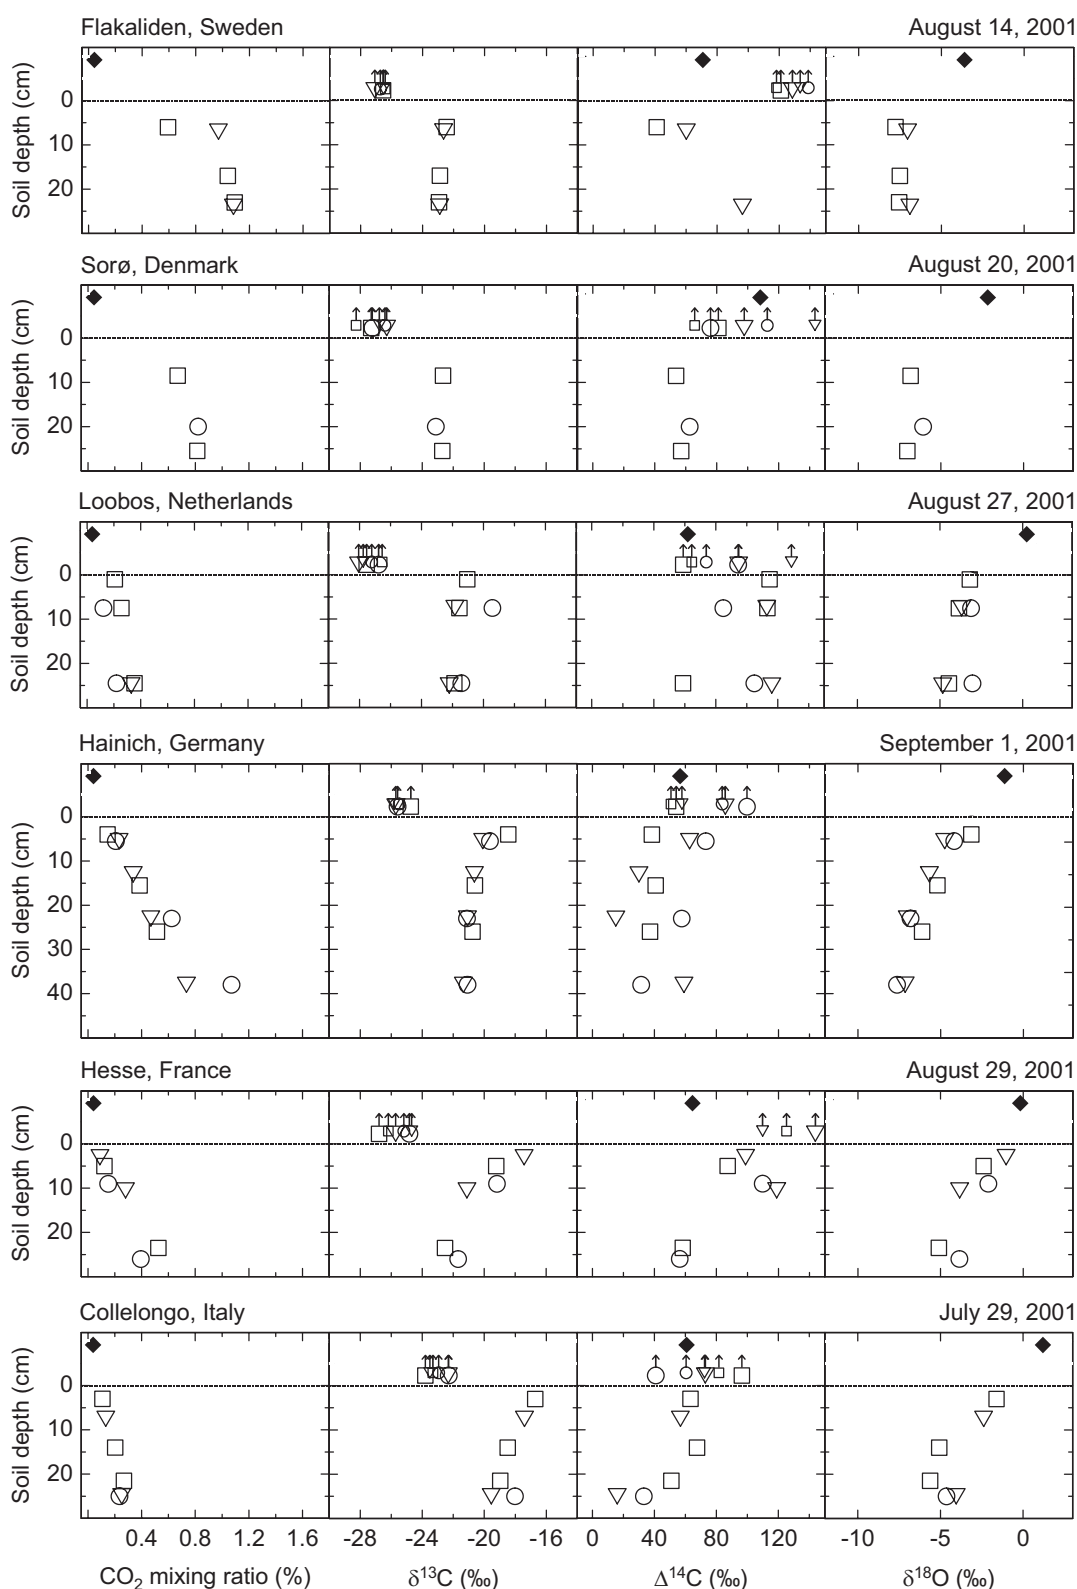 Flakaliden, Sweden August 14, 2001
Soil depth (cm)
0
10
20
Sorø, Denmark August 20, 2001
Soil depth (cm)
0
10
20
Loobos, Netherlands August 27, 2001
Soil depth (cm)
0
10
20
Hainich, Germany September 1, 2001
Soil depth (cm)
0
10
20
30
40
Hesse, France August 29, 2001
Soil depth (cm)
0
10
20
Collelongo, Italy July 29, 2001
Soil depth (cm)
0
10
20
0.4 0.8 1.2 1.6 -28 -24 -20 -16 0 40 80 120 -10 -5 0
CO₂ mixing ratio (%) δ¹³C (‰) Δ¹⁴C (‰) δ¹⁸O (‰)